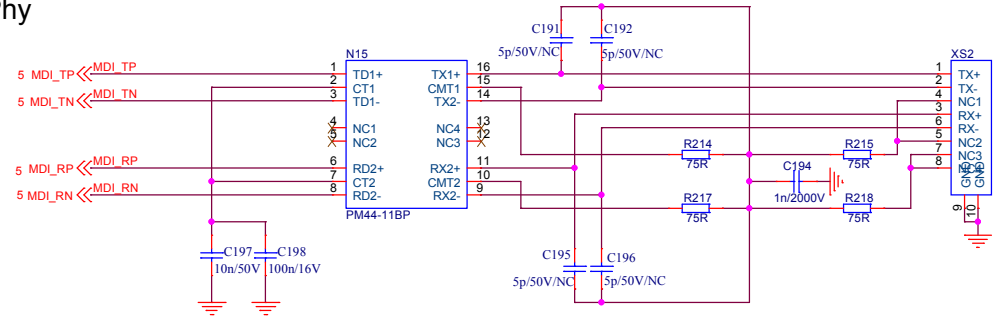 Phy
C191
C192
5p/50V/NC
5p/50V/NC
N15
XS2
5 MDI_TP
MDI_TP
1
TD1+
TX1+
16
1
TX+
2
CT1
CMT1
15
2
TX-
5 MDI_TN
MDI_TN
3
TD1-
TX2-
14
4
NC1
3
RX+
4
NC1
NC4
13
6
RX-
5
NC2
NC3
12
5
NC2
R214
R215
7
NC3
75R
75R
8
5 MDI_RP
MDI_RP
6
RD2+
RX2+
11
C194
7
CT2
CMT2
10
GND
GND
5 MDI_RN
MDI_RN
8
RD2-
RX2-
9
1n/2000V
R217
R218
9
10
PM44-11BP
75R
75R
C197
C198
10n/50V
100n/16V
C195
C196
5p/50V/NC
5p/50V/NC